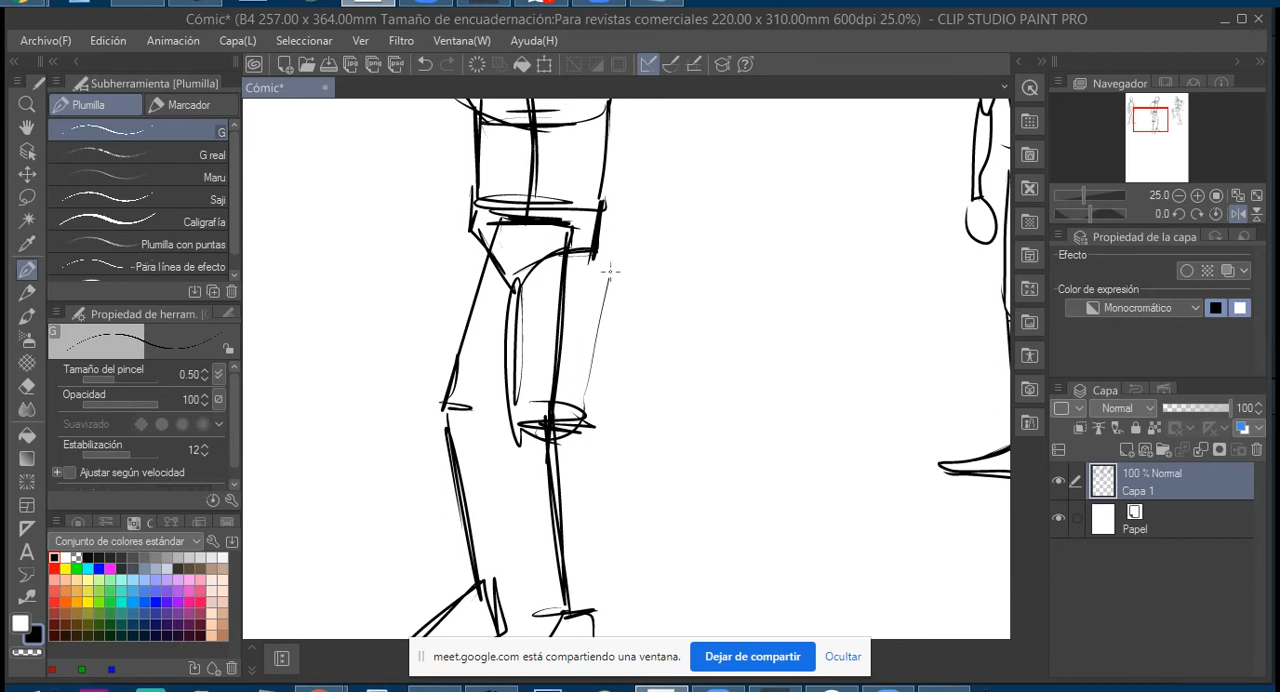 Cómic* (B4 257.00 x 364.00mm Tamaño de encuadernación:Para revistas comerciales 220.00 x 310.00mm 600dpi 25.0%) - CLIP STUDIO PAINT PRO
Archivo(F) Edición Animación Capa(L) Seleccionar Ver Filtro Ventana(W) Ayuda(H)
Subherramienta [Plumilla]
Plumilla Marcador
G
G real
Maru
Saji
Caligrafía
Plumilla con puntas
Para línea de efecto
Propiedad de herram.
G
Tamaño del pincel 0.50
Opacidad 100
Suavizado
Estabilización 12
Ajustar según velocidad
Conjunto de colores estándar
Cómic*
Navegador
25.0
0.0
Propiedad de la capa
Efecto
Color de expresión
Monocromático
Capa
Normal 100
100 % Normal
Capa 1
Papel
meet.google.com está compartiendo una ventana. Dejar de compartir Ocultar